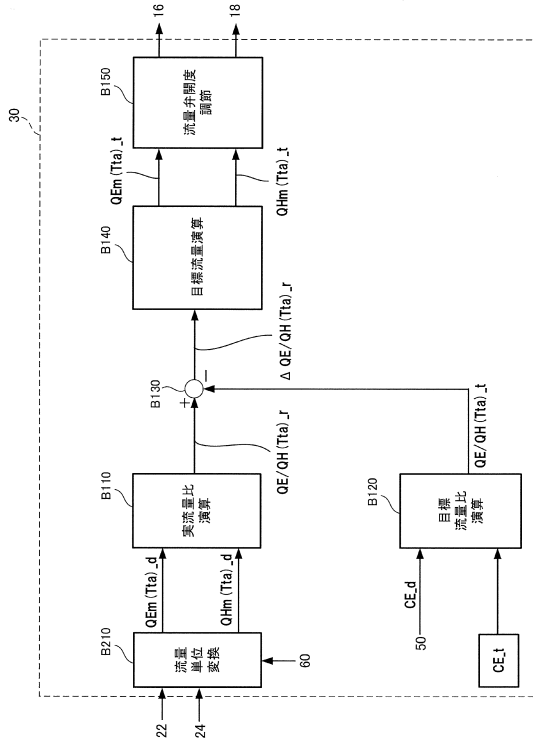 30
22
24
B210
流量
単位
変換
60
QEm(Tta)_d
QHm(Tta)_d
B110
実流量比
演算
QE/QH(Tta)_r
B130
+
−
Δ QE/QH(Tta)_r
B140
目標流量演算
QEm(Tta)_t
QHm(Tta)_t
B150
流量弁開度
調節
16
18
50
CE_d
CE_t
B120
目標
流量比
演算
QE/QH(Tta)_t